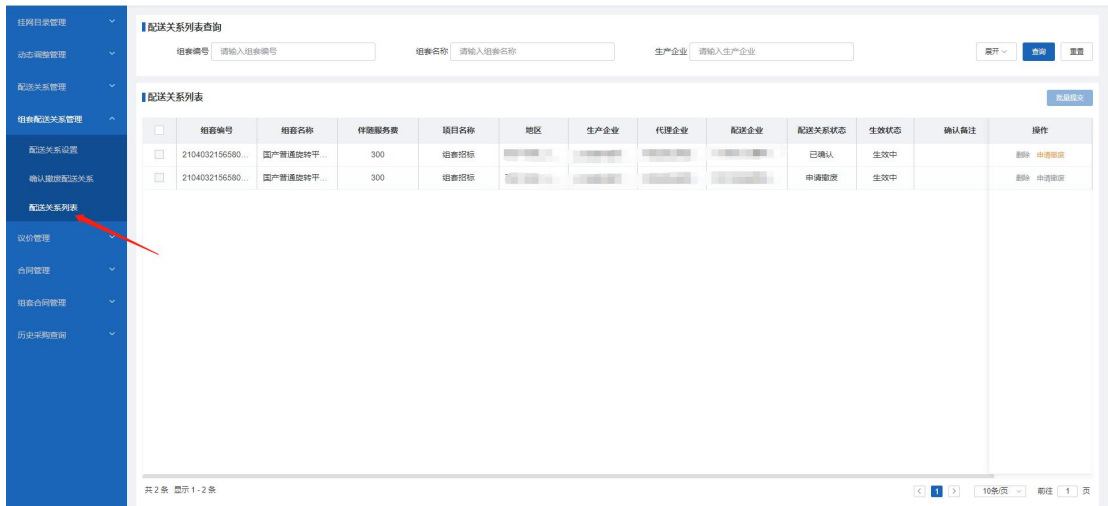 挂网目录管理
动态调整管理
配送关系管理
组套配送关系管理
配送关系设置
确认撤废配送关系
配送关系列表
议价管理
合同管理
组套合同管理
历史采购查询
配送关系列表查询
组套编号 请输入组套编号 组套名称 请输入组套名称 生产企业 请输入生产企业 展开 查询 重置
配送关系列表 批量提交
组套编号 组套名称 伴随服务费 项目名称 地区 生产企业 代理企业 配送企业 配送关系状态 生效状态 确认备注 操作
2104032156580... 国产普通旋转平... 300 组套招标 已确认 生效中 删除 申请撤废
2104032156580... 国产普通旋转平... 300 组套招标 申请撤废 生效中 删除 申请撤废
共 2 条 显示 1 - 2 条 1 10条/页 前往 1 页